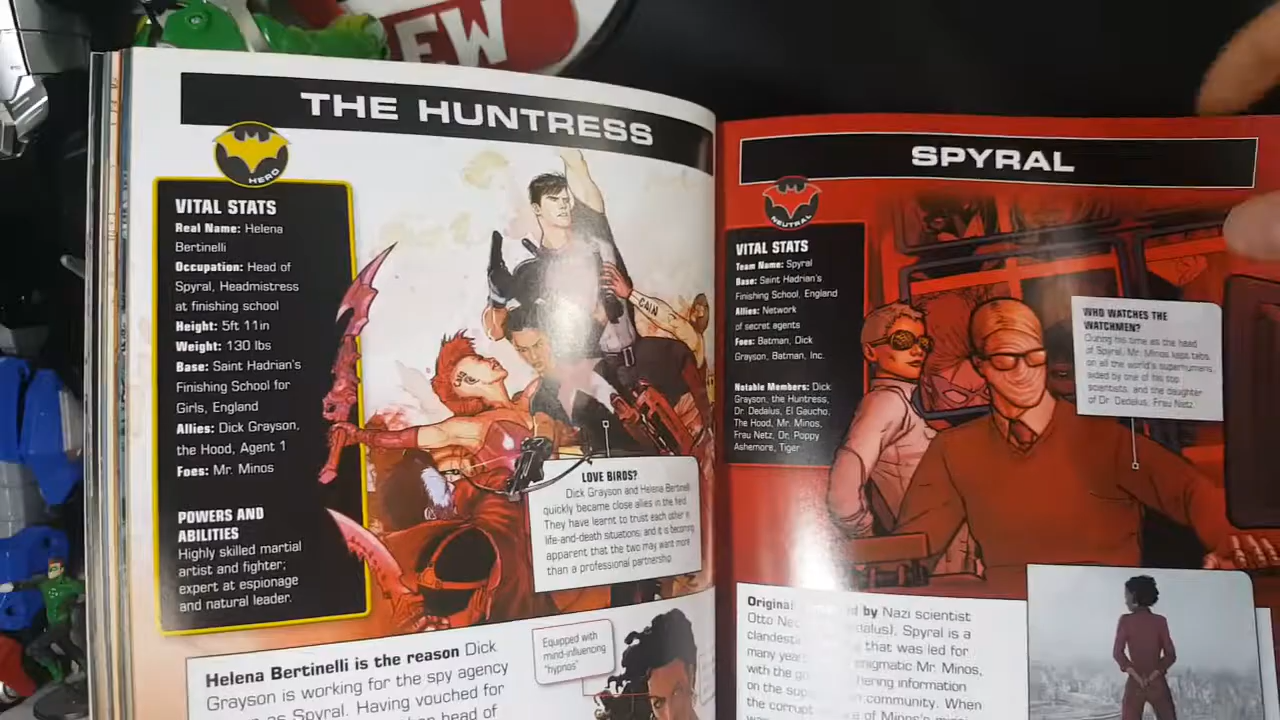 EW
THE HUNTRESS
HERO
VITAL STATS
Real Name: Helena
Bertinelli
Occupation: Head of
Spyral, Headmistress
at finishing school
Height: 5ft 11in
Weight: 130 lbs
Base: Saint Hadrian's
Finishing School for
Girls, England
Allies: Dick Grayson,
the Hood, Agent 1
Foes: Mr. Minos
POWERS AND
ABILITIES
Highly skilled martial
artist and fighter;
expert at espionage
and natural leader.
CAIN
LOVE BIRDS?
Dick Grayson and Helena Bertinelli
quickly became close allies in the field.
They have learnt to trust each other in
life-and-death situations; and it is becoming
apparent that the two may want more
than a professional partnership.
Helena Bertinelli is the reason Dick
Grayson is working for the spy agency
as Spyral. Having vouched for
head of
Equipped with
mind-influencing
"hypnos"
SPYRAL
NEUTRAL
VITAL STATS
Team Name: Spyral
Base: Saint Hadrian's
Finishing School, England
Allies: Network
of secret agents
Foes: Batman, Dick
Grayson, Batman, Inc.
Notable Members: Dick
Grayson, the Huntress,
Dr Dedalus, El Gaucho,
The Hood, Mr. Minos,
Frau Netz, Dr. Poppy
Ashemore, Tiger
WHO WATCHES THE
WATCHMEN?
During his time as the head
of Spyral, Mr. Minos kept tabs
on all the world's superhumans,
aided by one of his top
scientists, and the daughter
of Dr. Dedalus, Frau Netz.
by Nazi scientist
Otto Spyral is a
that was led for
many enigmatic Mr. Minos,
with the information
on the community. When
the corrupt of Minos's